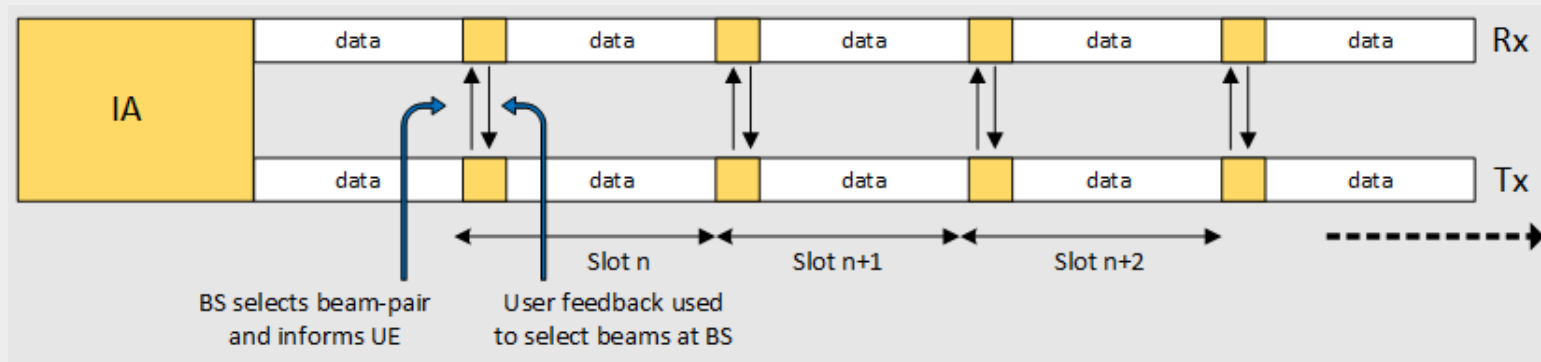 data data data data data Rx
IA
data data data data data Tx
Slot n Slot n+1 Slot n+2
BS selects beam-pair
and informs UE
User feedback used
to select beams at BS